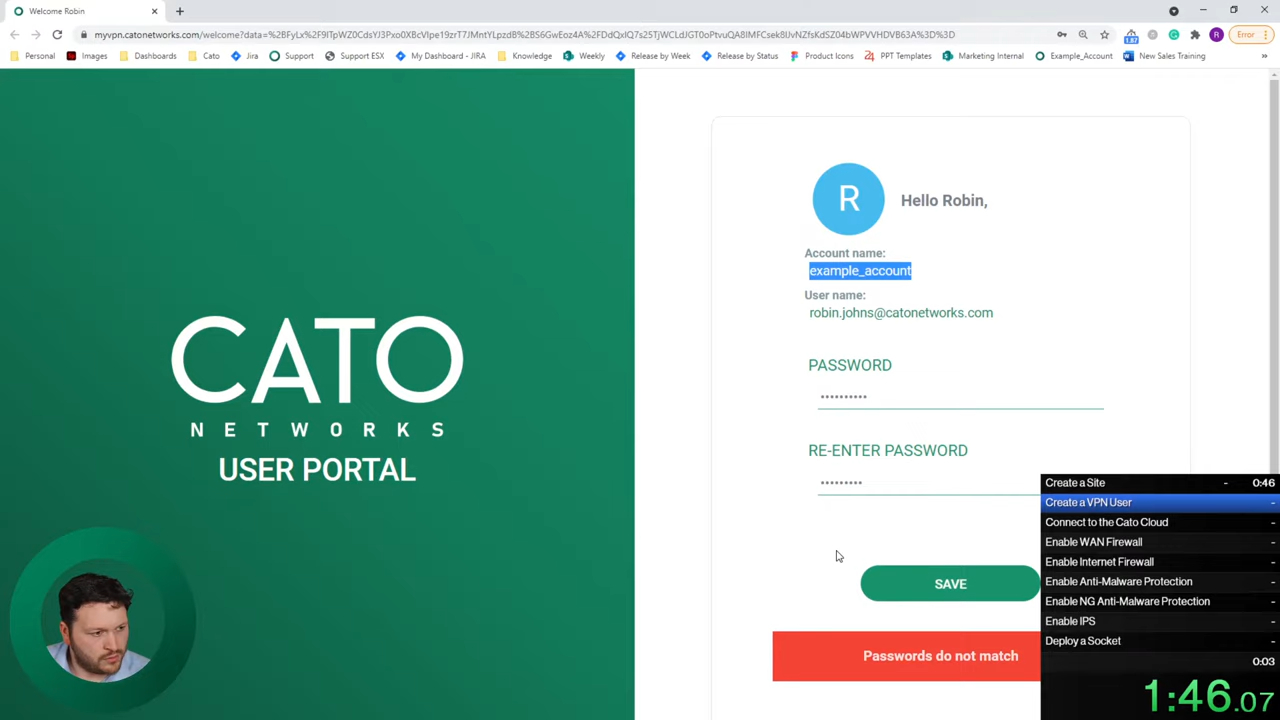 Welcome Robin
myvpn.catonetworks.com/welcome?data=%2BFyLx%2F9ITpWZ0CdsYJ3Pxo0XBcVIpe19zrT7JMntYLpzdB%2BS6GwEoz4A%2FDdQxIQ7s25TjWCLdJGT0oPtvuQA8IMFCsek8JvNZfsKdSZ04bWPVVHDVB63A%3D%3D
Error
Personal Images Dashboards Cato Jira Support Support ESX My Dashboard - JIRA Knowledge Weekly Release by Week Release by Status Product Icons PPT Templates Marketing Internal Example_Account New Sales Training »
R
Hello Robin,
Account name:
example_account
User name:
robin.johns@catonetworks.com
PASSWORD
••••••••••
RE-ENTER PASSWORD
•••••••••
SAVE
Passwords do not match
CATO
NETWORKS
USER PORTAL
Create a Site - 0:46
Create a VPN User -
Connect to the Cato Cloud -
Enable WAN Firewall -
Enable Internet Firewall -
Enable Anti-Malware Protection -
Enable NG Anti-Malware Protection -
Enable IPS -
Deploy a Socket -
0:03
1:46.07